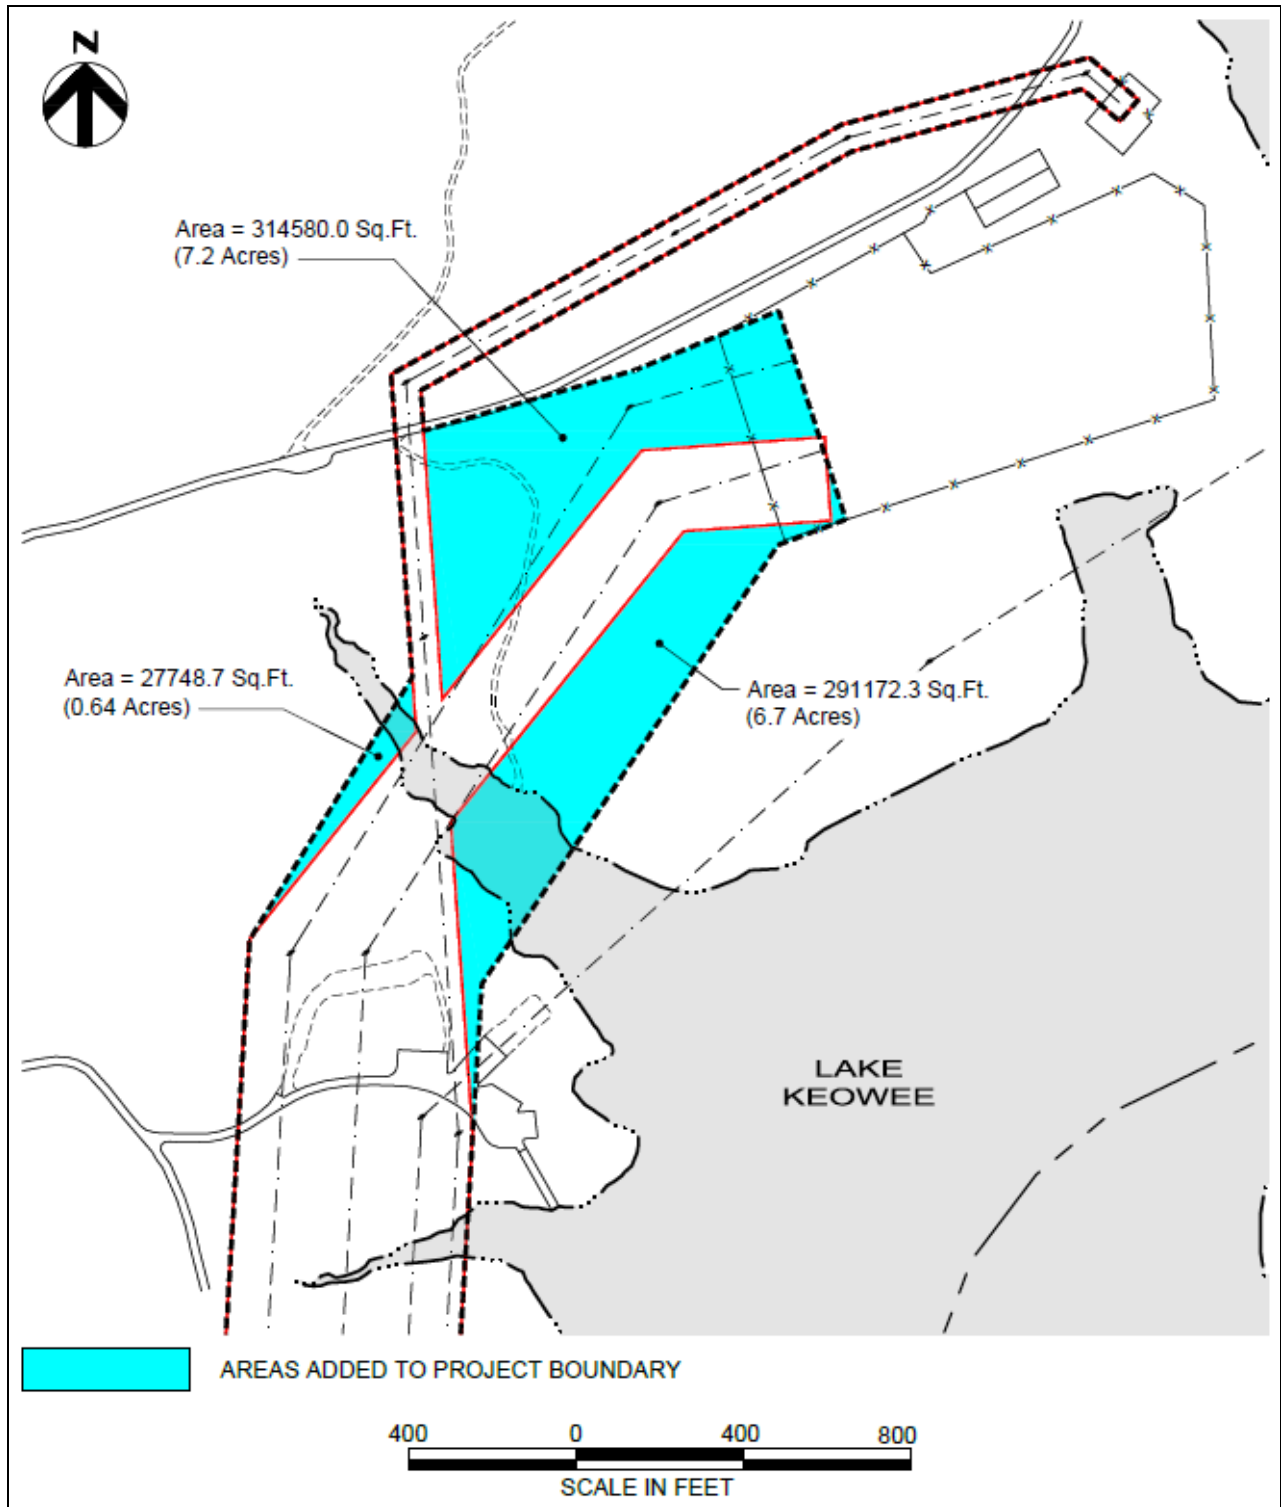 N
Area = 314580.0 Sq.Ft.
(7.2 Acres)
Area = 27748.7 Sq.Ft.
(0.64 Acres)
Area = 291172.3 Sq.Ft.
(6.7 Acres)
LAKE
KEOWEE
AREAS ADDED TO PROJECT BOUNDARY
400 0 400 800
SCALE IN FEET